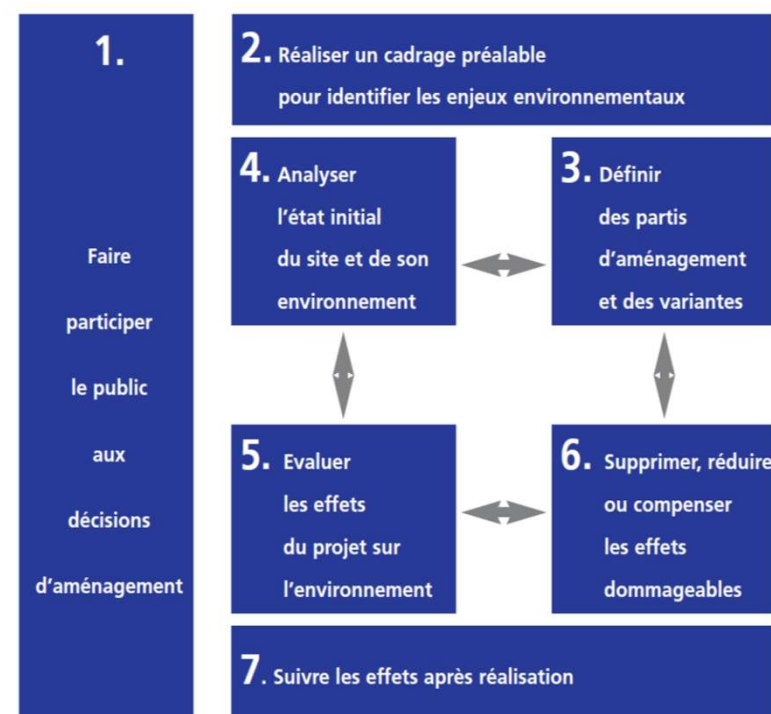 1.
Faire
participer
le public
aux
décisions
d'aménagement
2. Réaliser un cadrage préalable
pour identifier les enjeux environnementaux
4. Analyser
l'état initial
du site et de son
environnement
3. Définir
des partis
d'aménagement
et des variantes
5. Evaluer
les effets
du projet sur
l'environnement
6. Supprimer, réduire
ou compenser
les effets
dommageables
7. Suivre les effets après réalisation